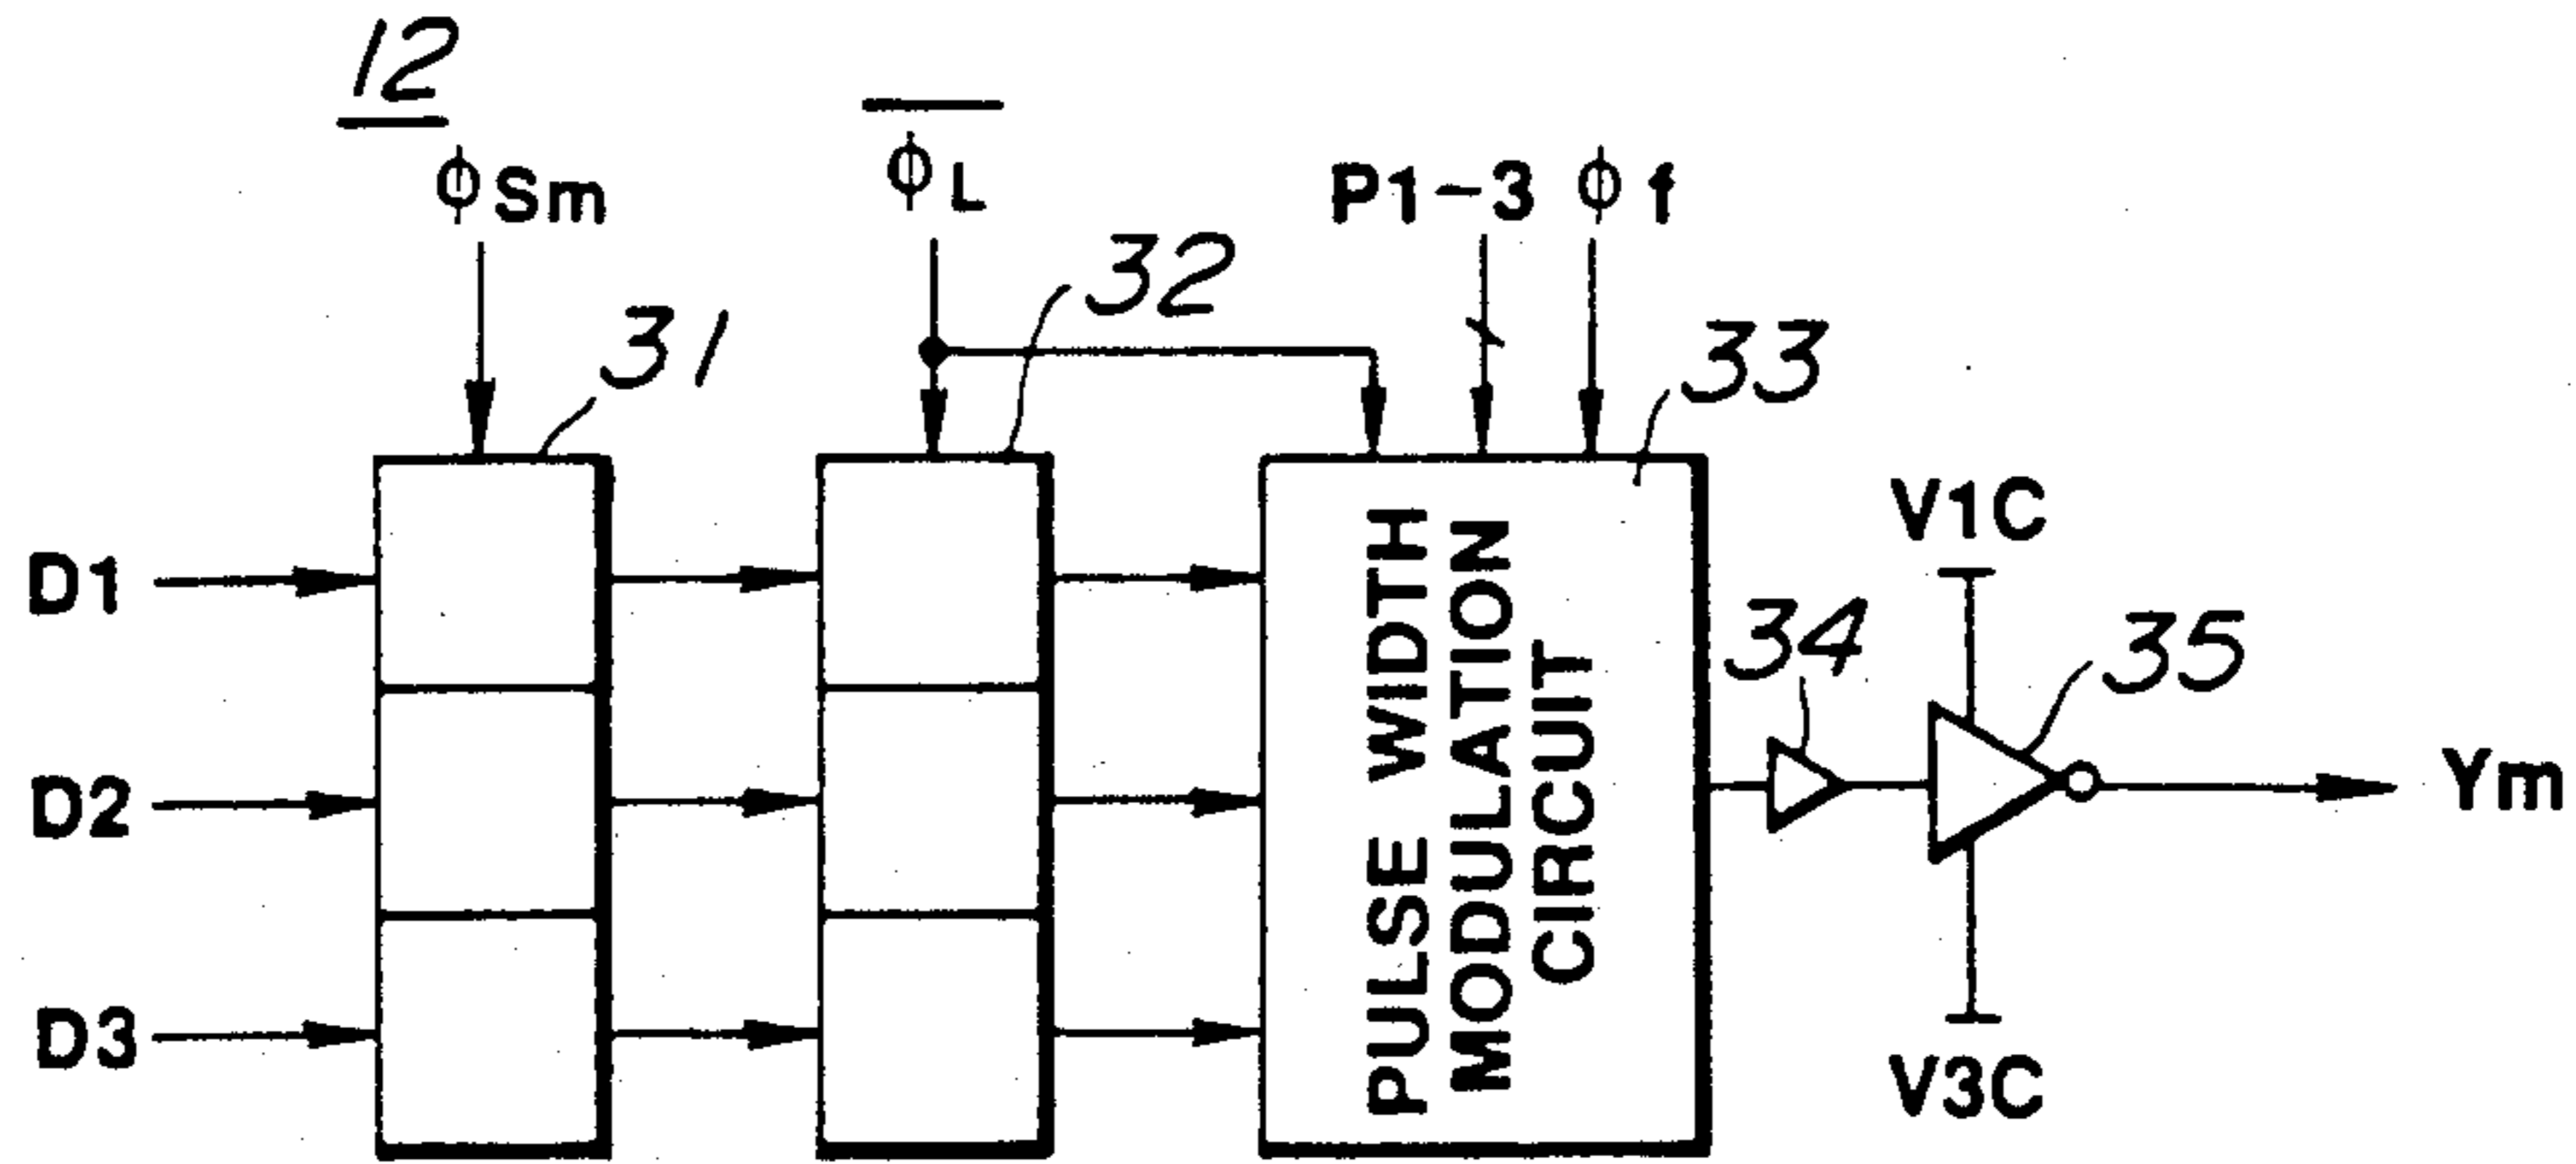 12
ϕSm
ϕ̅L
P1-3 ϕf
31
32
33
D1
D2
D3
PULSE WIDTH
MODULATION
CIRCUIT
34
V1C
35
Ym
V3C